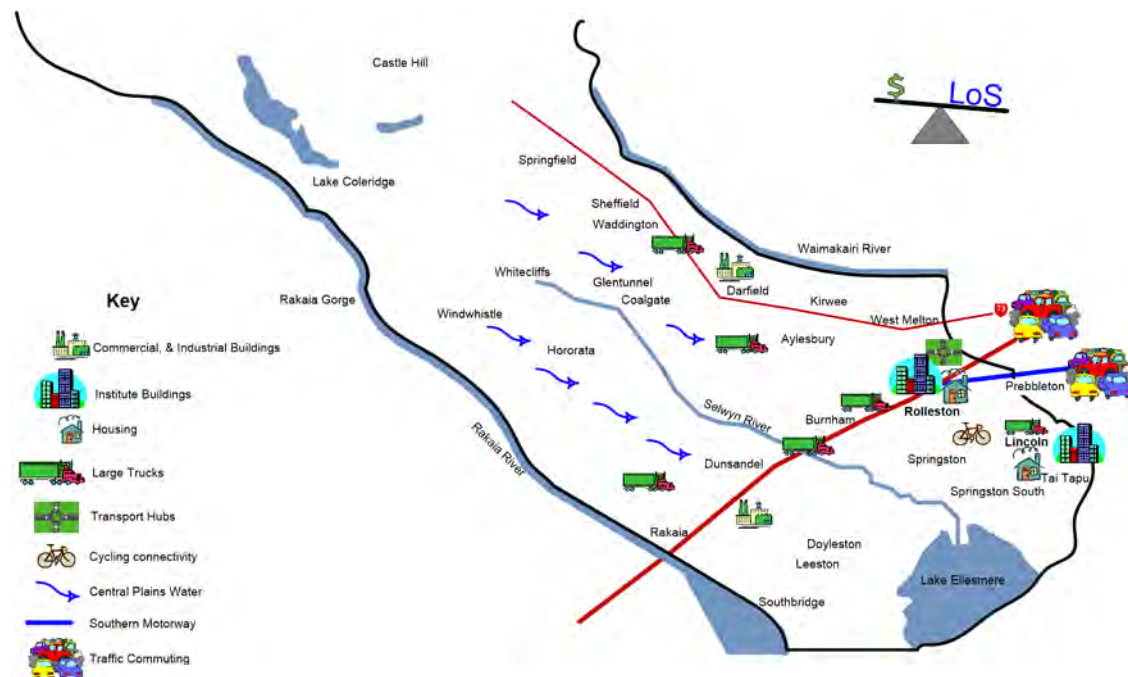 Castle Hill
$ LoS
Springfield
Lake Coleridge
Sheffield
Waddington
Waimakairi River
Whitecliffs
Glentunnel
Darfield
Coalgate
Rakaia Gorge
Kirwee
73
Windwhistle
West Melton
Aylesbury
Hororata
Prebbleton
Rolleston
Selwyn River
Burnham
Rakaia River
Lincoln
Dunsandel
Springston
Tai Tapu
Springston South
Rakaia
Doyleston
Leeston
Lake Ellesmere
Southbridge
Key
Commercial, & Industrial Buildings
Institute Buildings
Housing
Large Trucks
Transport Hubs
Cycling connectivity
Central Plains Water
Southern Motorway
Traffic Commuting